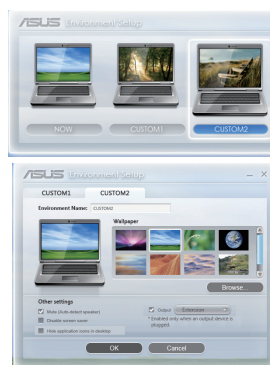 ASUS Environment Setup
NOW
CUSTOM1
CUSTOM2
ASUS Environment Setup
CUSTOM1 CUSTOM2
Environment Name: CUSTOM2
Wallpaper
Browse...
Other settings
Mute (Auto-detect speaker)
Disable screen saver
Hide application icons in desktop
Output Extension
* Enabled only when an output device is
plugged.
OK Cancel